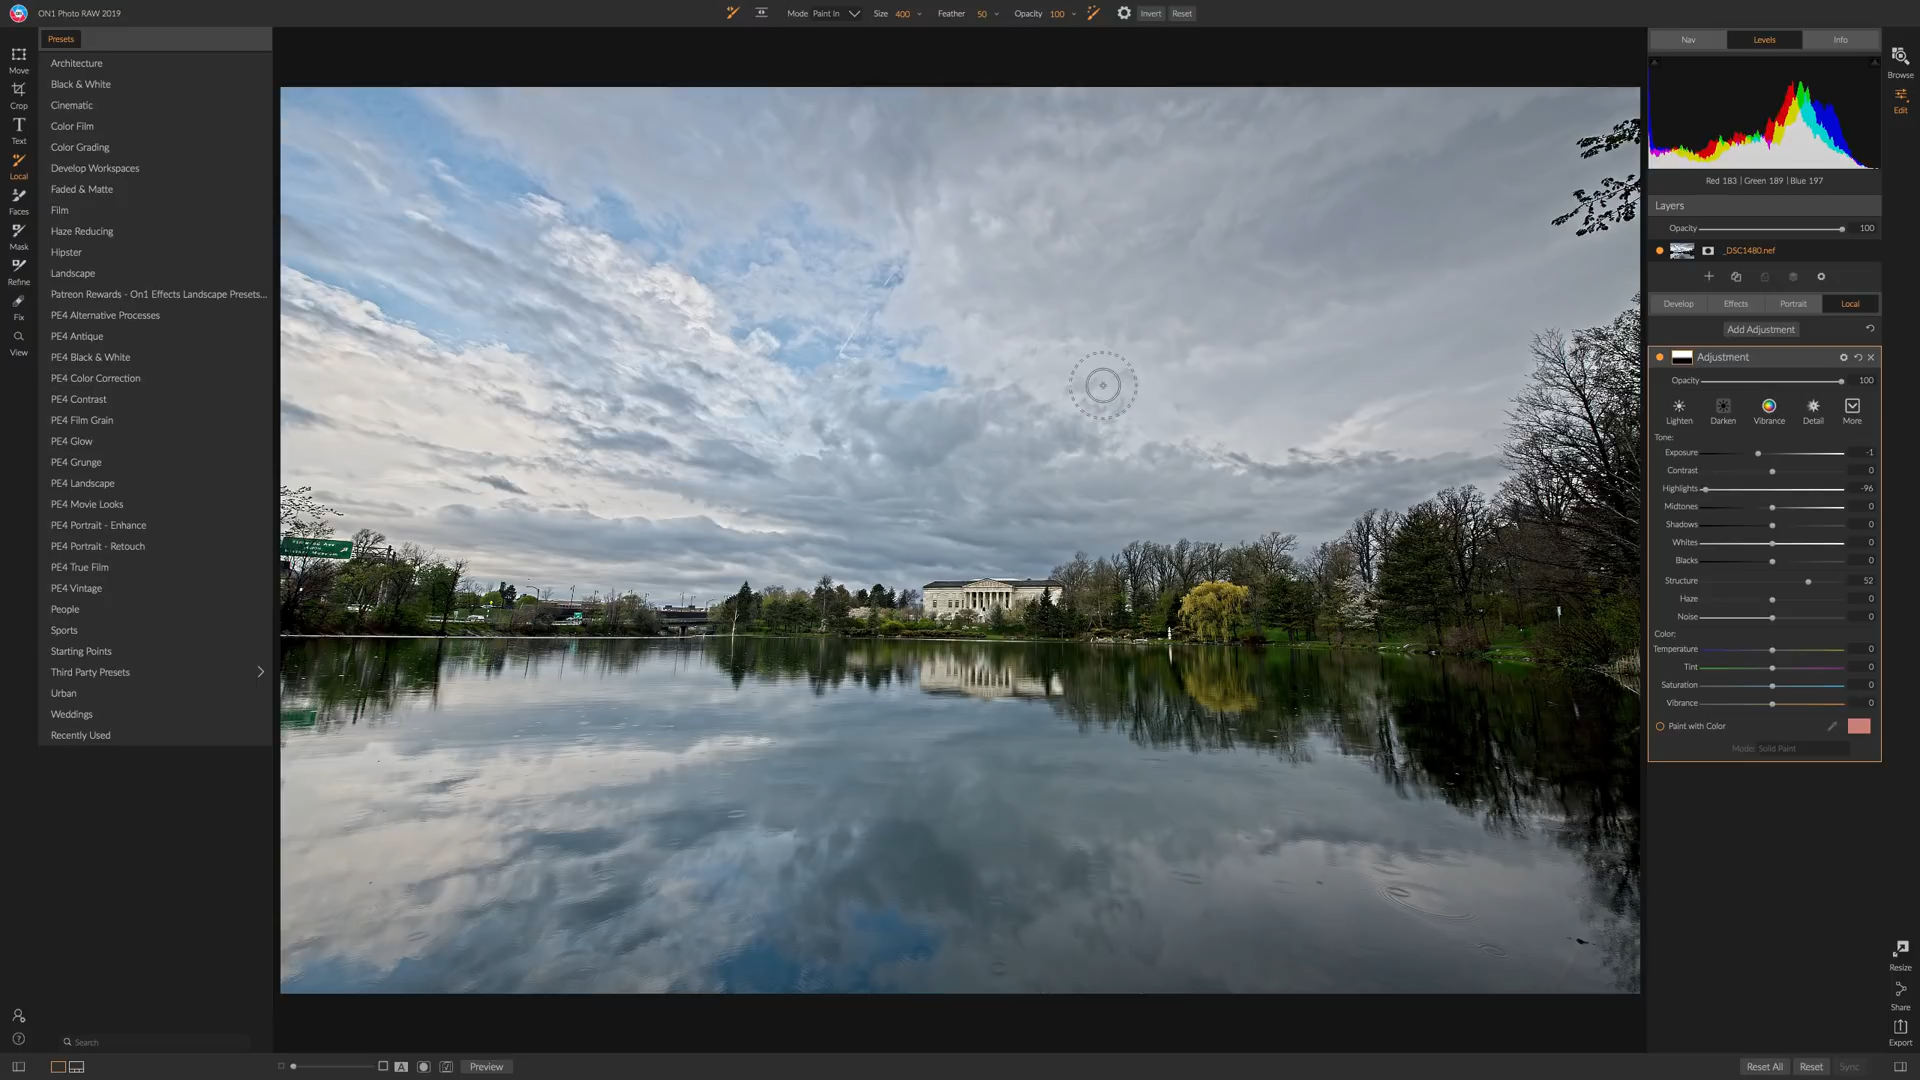 ON1 Photo RAW 2019
Mode Paint In Size 400 Feather 50 Opacity 100 Invert Reset
Move
Crop
Text
Local
Faces
Mask
Refine
Fix
View
Presets
Architecture
Black & White
Cinematic
Color Film
Color Grading
Develop Workspaces
Faded & Matte
Film
Haze Reducing
Hipster
Landscape
Patreon Rewards - On1 Effects Landscape Presets...
PE4 Alternative Processes
PE4 Antique
PE4 Black & White
PE4 Color Correction
PE4 Contrast
PE4 Film Grain
PE4 Glow
PE4 Grunge
PE4 Landscape
PE4 Movie Looks
PE4 Portrait - Enhance
PE4 Portrait - Retouch
PE4 True Film
PE4 Vintage
People
Sports
Starting Points
Third Party Presets
Urban
Weddings
Recently Used
Search
Nav Levels Info
Red 183 | Green 189 | Blue 197
Layers
Opacity 100
_DSC1480.nef
Develop Effects Portrait Local
Add Adjustment
Adjustment
Opacity 100
Lighten Darken Vibrance Detail More
Tone:
Exposure -1
Contrast 0
Highlights -96
Midtones 0
Shadows 0
Whites 0
Blacks 0
Structure 52
Haze 0
Noise 0
Color:
Temperature 0
Tint 0
Saturation 0
Vibrance 0
Paint with Color
Mode: Solid Paint
Browse
Edit
Resize
Share
Export
A Preview
Reset All Reset Sync